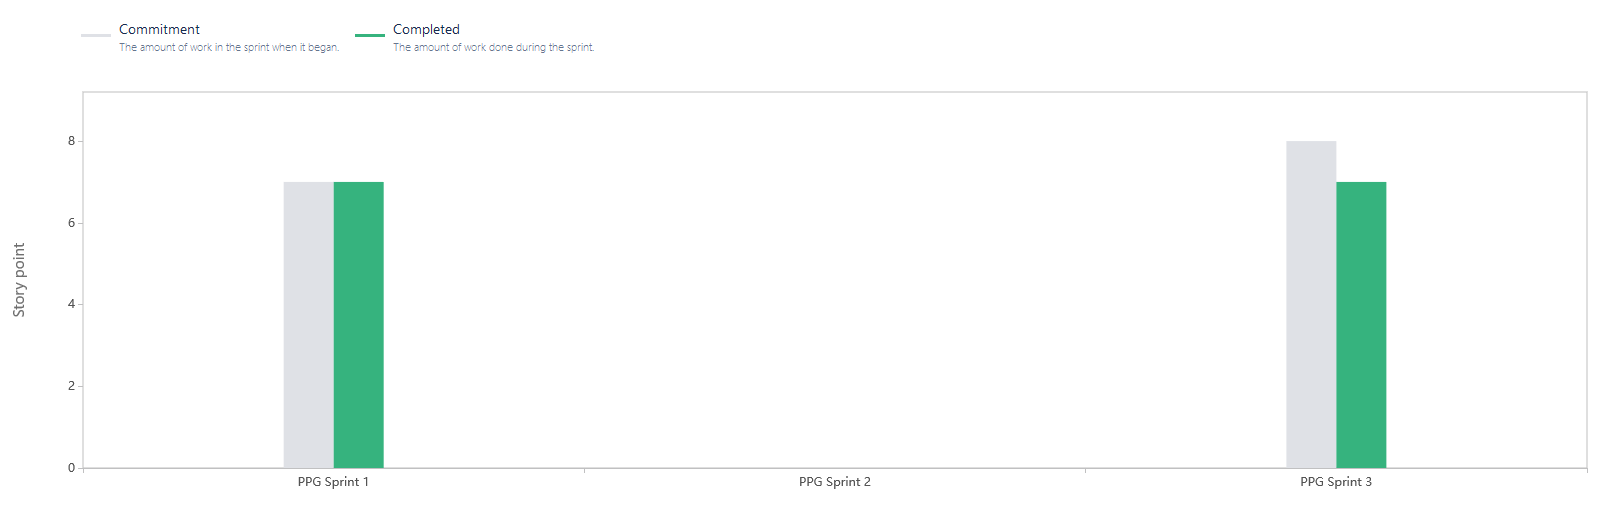 Commitment
The amount of work in the sprint when it began.
Completed
The amount of work done during the sprint.
Story point
8
6
4
2
0
PPG Sprint 1
PPG Sprint 2
PPG Sprint 3